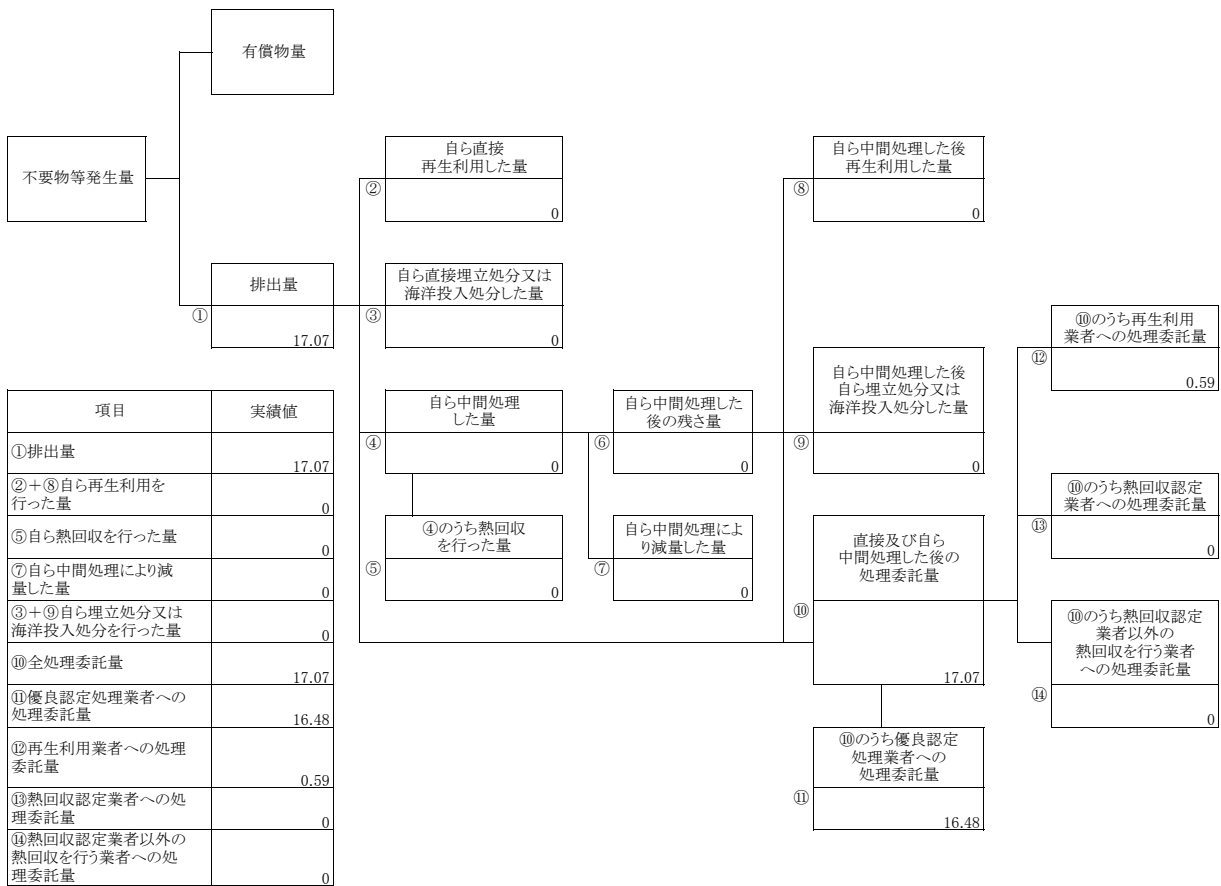 有償物量
不要物等発生量
自ら直接
再生利用した量
②
0
自ら中間処理した後
再生利用した量
⑧
0
排出量
①
17.07
自ら直接埋立処分又は
海洋投入処分した量
③
0
自ら中間処理
した量
④
0
自ら中間処理した
後の残さ量
⑥
0
自ら中間処理した後
自ら埋立処分又は
海洋投入処分した量
⑨
0
⑩のうち再生利用
業者への処理委託量
⑫
0.59
④のうち熱回収
を行った量
⑤
0
自ら中間処理によ
り減量した量
⑦
0
直接及び自ら
中間処理した後の
処理委託量
⑩
17.07
⑩のうち熱回収認定
業者への処理委託量
⑬
0
⑩のうち熱回収認定
業者以外の
熱回収を行う業者
への処理委託量
⑭
0
⑩のうち優良認定
処理業者への
処理委託量
⑪
16.48
項目 実績値
①排出量
17.07
②+⑧自ら再生利用を
行った量
0
⑤自ら熱回収を行った量
0
⑦自ら中間処理により減
量した量
0
③+⑨自ら埋立処分又は
海洋投入処分を行った量
0
⑩全処理委託量
17.07
⑪優良認定処理業者への
処理委託量
16.48
⑫再生利用業者への処理
委託量
0.59
⑬熱回収認定業者への処
理委託量
0
⑭熱回収認定業者以外の
熱回収を行う業者への処
理委託量
0